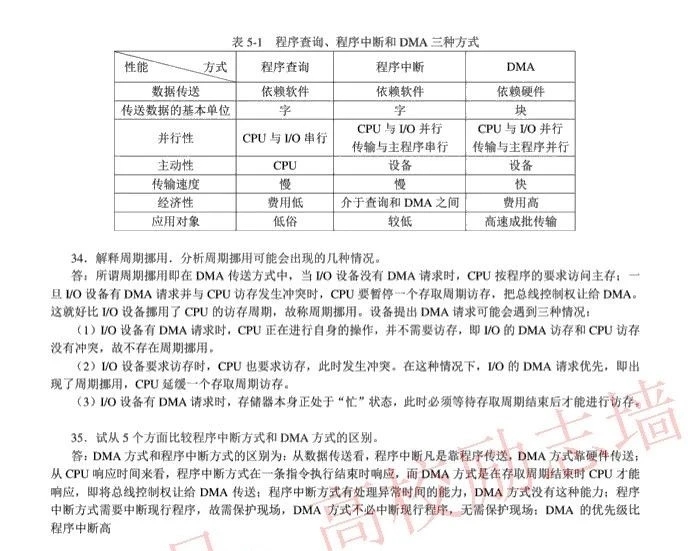 表 5-1 程序查询、程序中断和 DMA 三种方式
性能 方式 程序查询 程序中断 DMA
数据传送 依赖软件 依赖软件 依赖硬件
传送数据的基本单位 字 字 块
并行性 CPU 与 I/O 串行 CPU 与 I/O 并行 传输与主程序串行 CPU 与 I/O 并行 传输与主程序并行
主动性 CPU 设备 设备
传输速度 慢 慢 快
经济性 费用低 介于查询和 DMA 之间 费用高
应用对象 低俗 较低 高速成批传输
34．解释周期挪用．分析周期挪用可能会出现的几种情况。
答：所谓周期挪用即在 DMA 传送方式中，当 I/O 设备没有 DMA 请求时，CPU 按程序的要求访问主存；一
旦 I/O 设备有 DMA 请求并与 CPU 访存发生冲突时，CPU 要暂停一个存取周期访存，把总线控制权让给 DMA。
这就好比 I/O 设备挪用了 CPU 的访存周期，故称周期挪用。设备提出 DMA 请求可能会遇到三种情况：
（1）I/O 设备有 DMA 请求时，CPU 正在进行自身的操作，并不需要访存，即 I/O 的 DMA 访存和 CPU 访存
没有冲突，故不存在周期挪用。
（2）I/O 设备要求访存时，CPU 也要求访存，此时发生冲突。在这种情况下，I/O 的 DMA 请求优先，即出
现了周期挪用，CPU 延缓一个存取周期访存。
（3）I/O 设备有 DMA 请求时，存储器本身正处于“忙”状态，此时必须等待存取周期结束后才能进行访存。
35．试从 5 个方面比较程序中断方式和 DMA 方式的区别。
答：DMA 方式和程序中断方式的区别为：从数据传送看，程序中断凡是靠程序传送，DMA 方式靠硬件传送；
从 CPU 响应时间来看，程序中断方式在一条指令执行结束时响应，而 DMA 方式是在存取周期结束时 CPU 才能
响应，即将总线控制权让给 DMA 传送；程序中断方式有处理异常时间的能力，DMA 方式没有这种能力；程序
中断方式需要中断现行程序，故需保护现场，DMA 方式不必中断现行程序，无需保护现场；DMA 的优先级比
程序中断高
高校励志墙